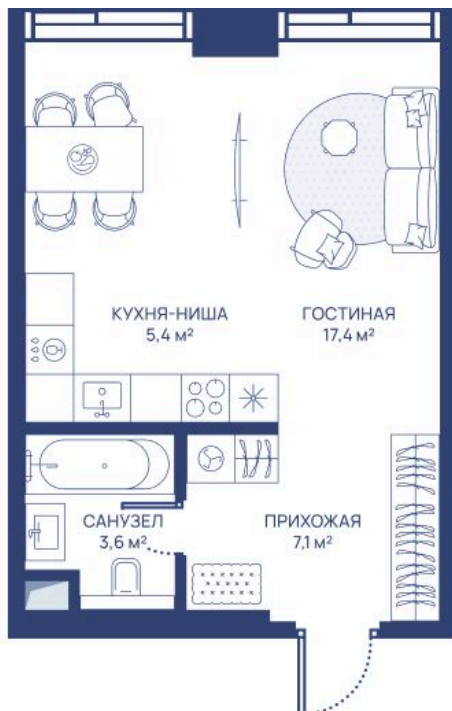 КУХНЯ-НИША
5,4 м²
ГОСТИНАЯ
17,4 м²
САНУЗЕЛ
3,6 м²
ПРИХОЖАЯ
7,1 м²